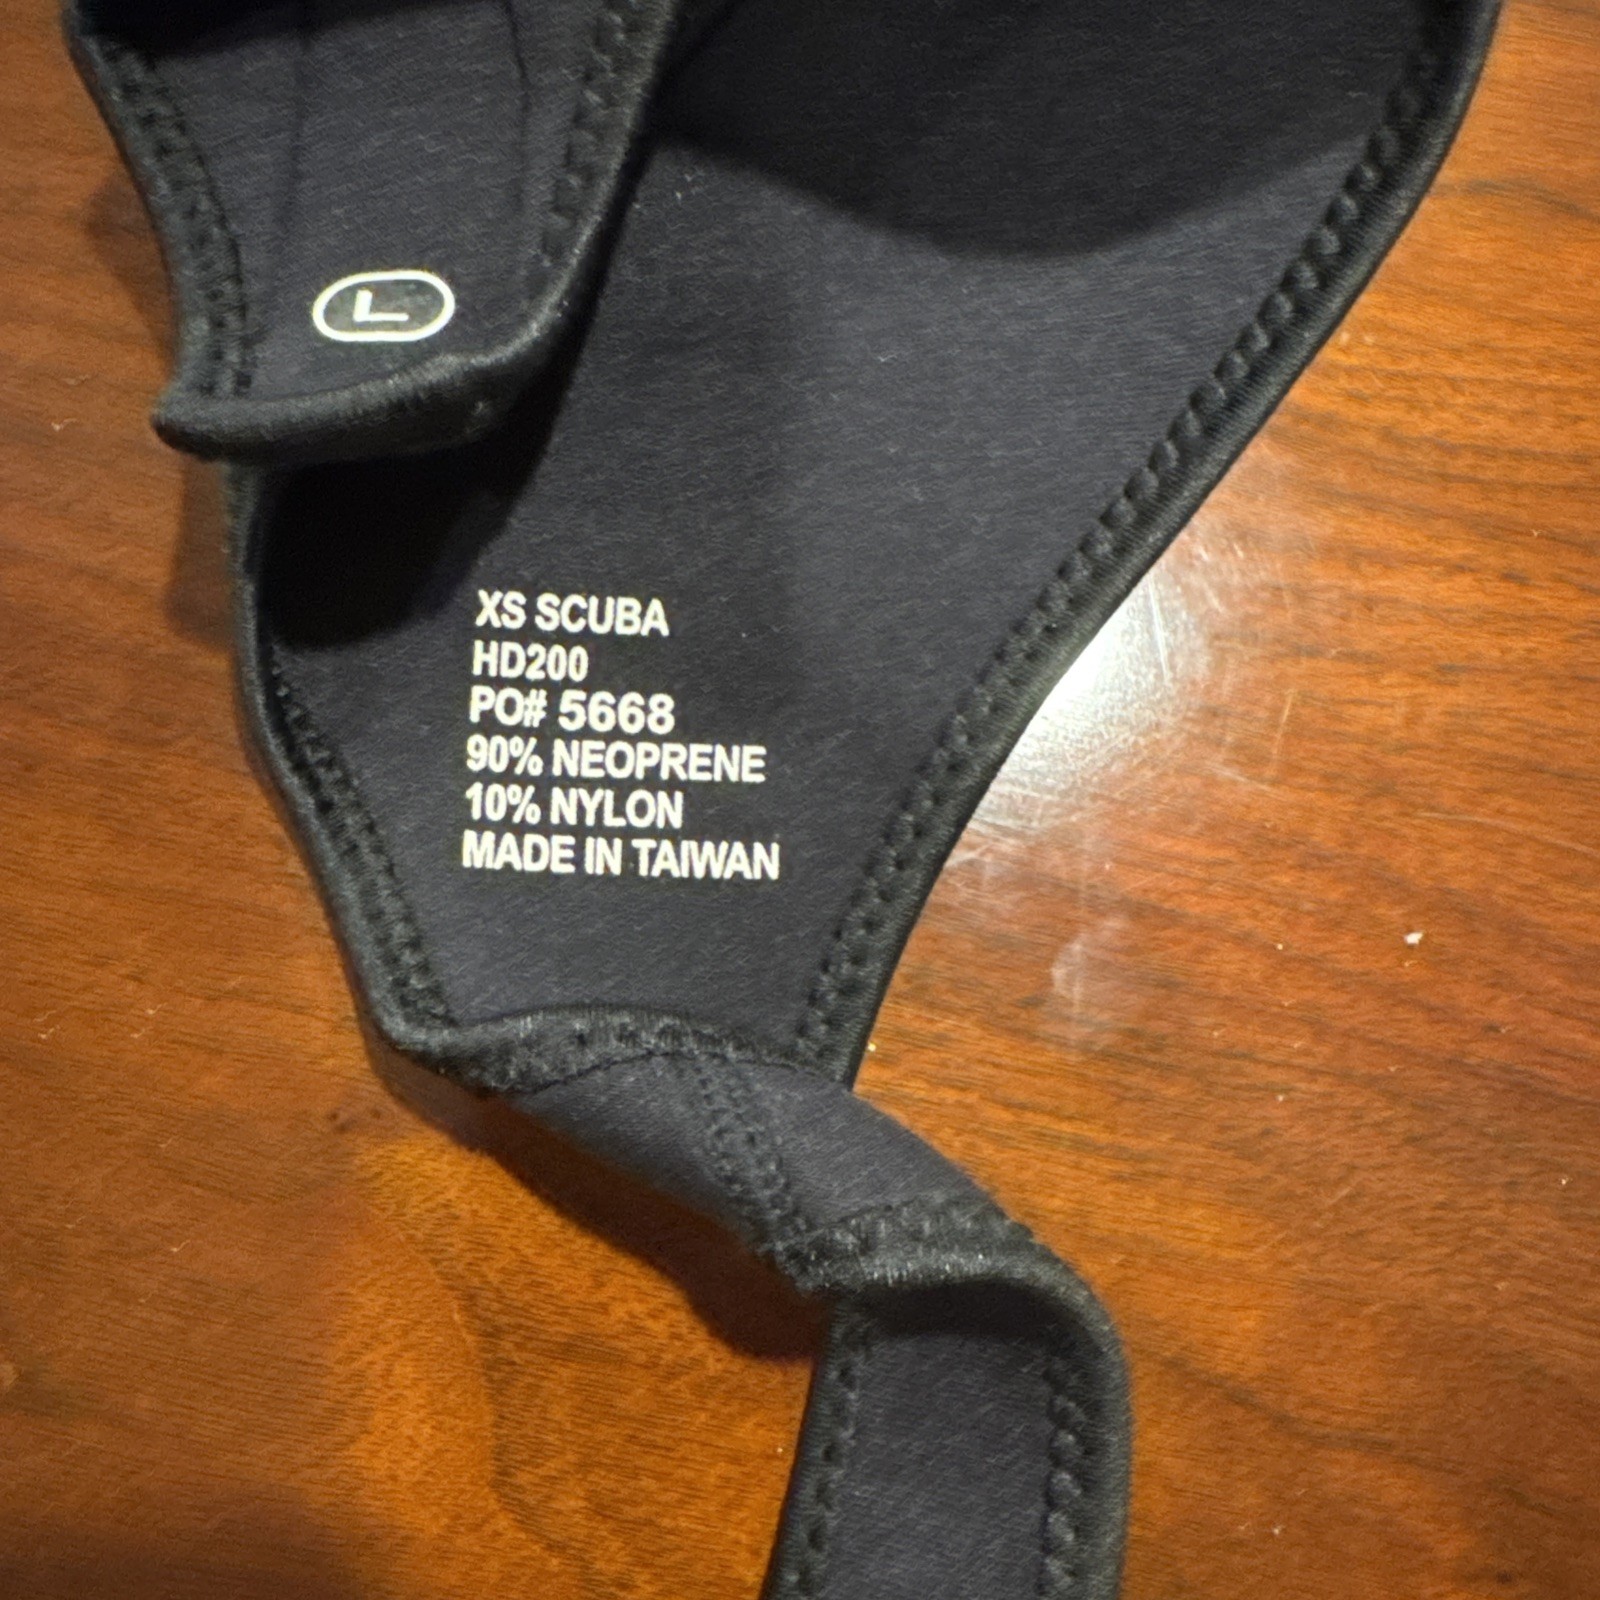 L
XS SCUBA
HD200
PO# 5668
90% NEOPRENE
10% NYLON
MADE IN TAIWAN